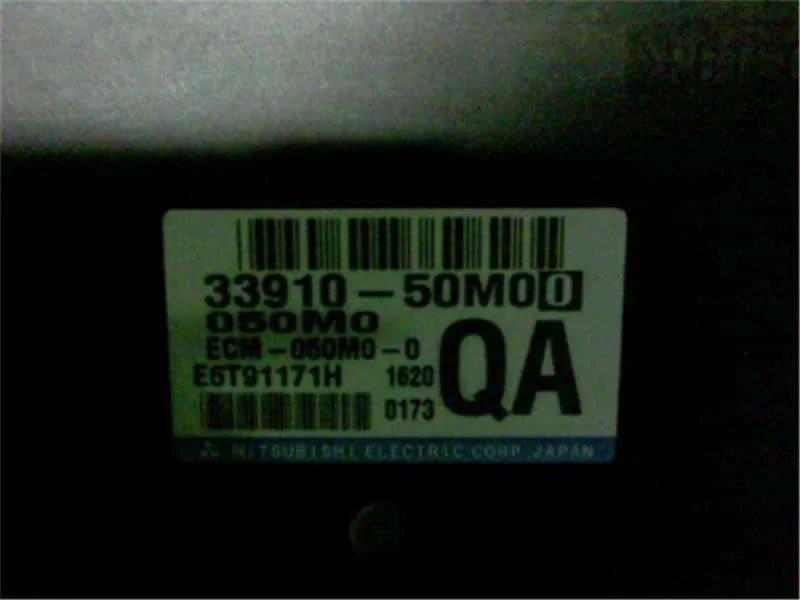 33910-50M00
050M0
ECM-050M0-0
E6T91171H 1620
QA
0173
MITSUBISHI ELECTRIC CORP. JAPAN